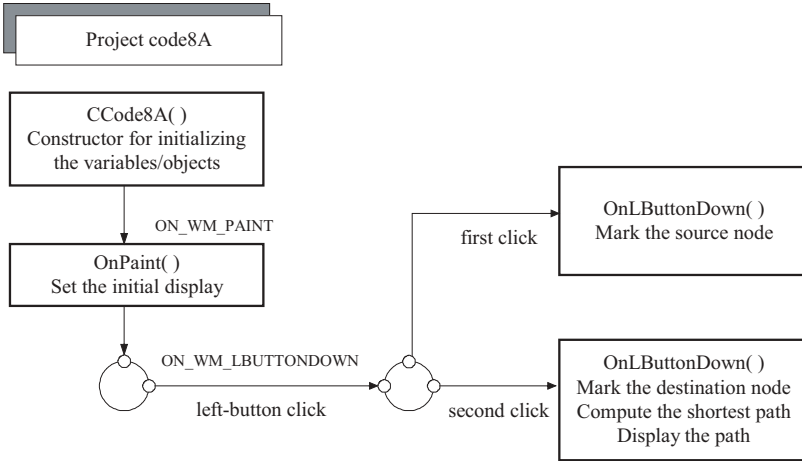 Project code8A
CCode8A( )
Constructor for initializing
the variables/objects
ON_WM_PAINT
OnPaint( )
Set the initial display
ON_WM_LBUTTONDOWN
left-button click
first click
OnLButtonDown( )
Mark the source node
second click
OnLButtonDown( )
Mark the destination node
Compute the shortest path
Display the path